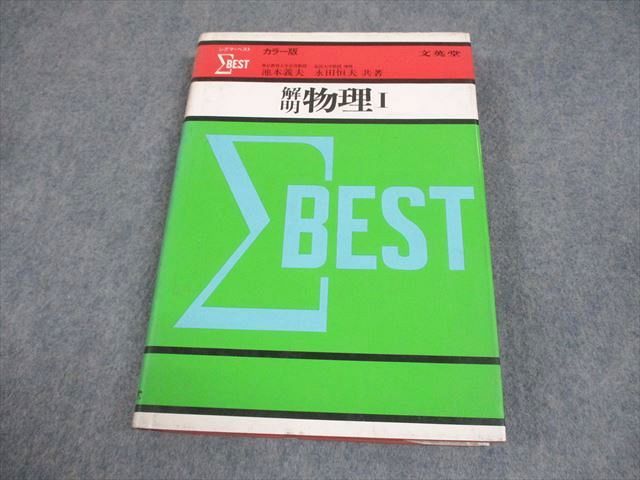 シグマベスト
ΣBEST
カラー版
文英堂
池本義夫 永田恒夫 共著
解明 物理 I
ΣBEST